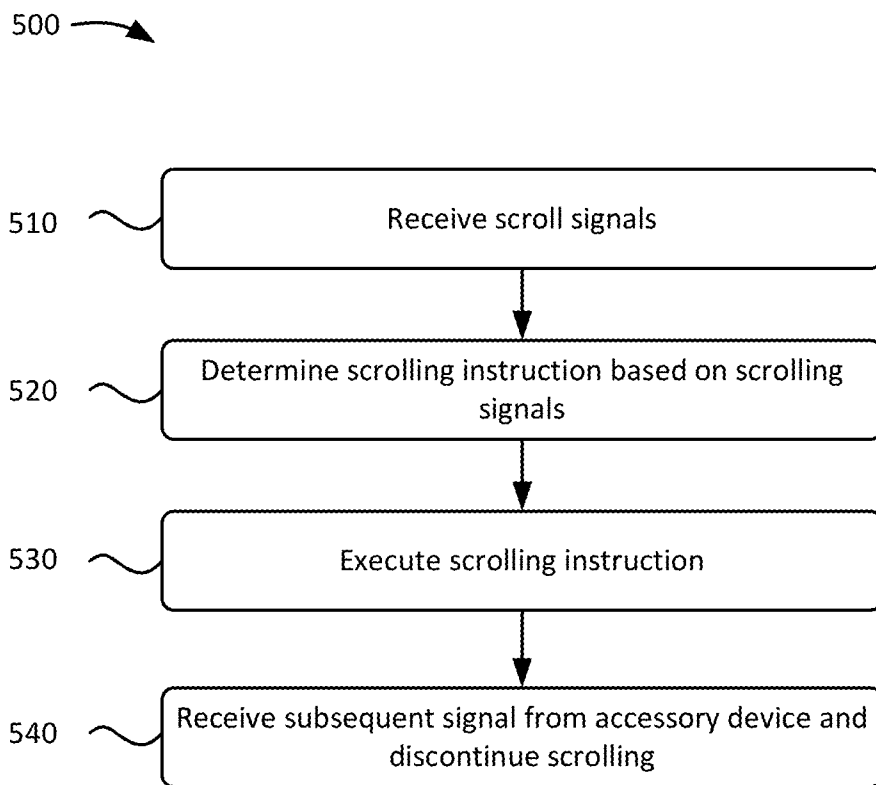 500
510
Receive scroll signals
520
Determine scrolling instruction based on scrolling
signals
530
Execute scrolling instruction
540
Receive subsequent signal from accessory device and
discontinue scrolling